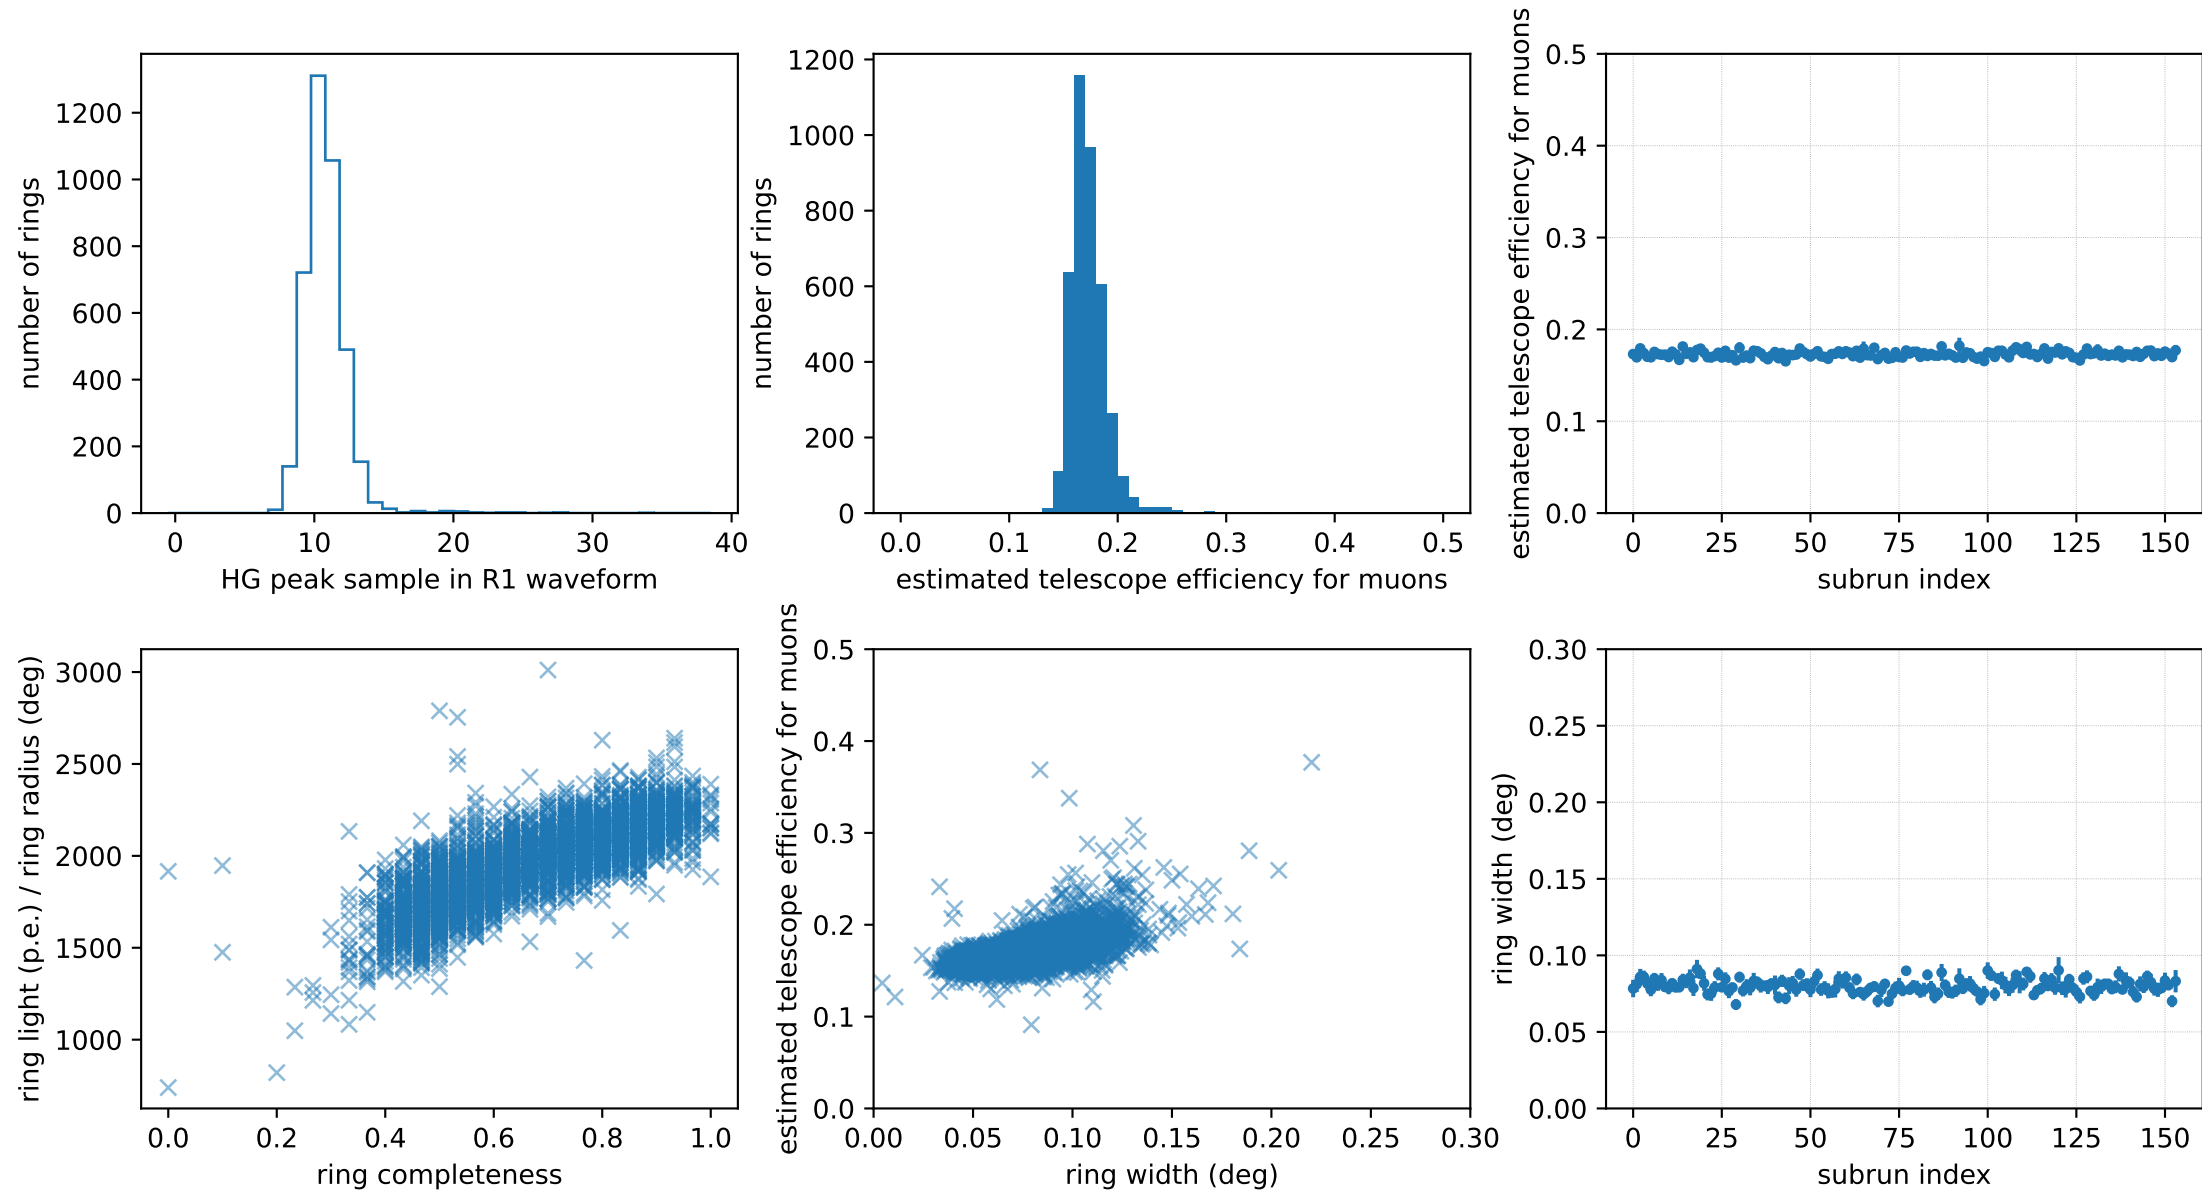 number of rings
1200
1000
800
600
400
200
0
0 10 20 30 40
HG peak sample in R1 waveform
number of rings
1200
1000
800
600
400
200
0
0.0 0.1 0.2 0.3 0.4 0.5
estimated telescope efficiency for muons
estimated telescope efficiency for muons
0.5
0.4
0.3
0.2
0.1
0.0
0 25 50 75 100 125 150
subrun index
ring light (p.e.) / ring radius (deg)
3000
2500
2000
1500
1000
0.0 0.2 0.4 0.6 0.8 1.0
ring completeness
estimated telescope efficiency for muons
0.5
0.4
0.3
0.2
0.1
0.0
0.00 0.05 0.10 0.15 0.20 0.25 0.30
ring width (deg)
ring width (deg)
0.30
0.25
0.20
0.15
0.10
0.05
0.00
0 25 50 75 100 125 150
subrun index